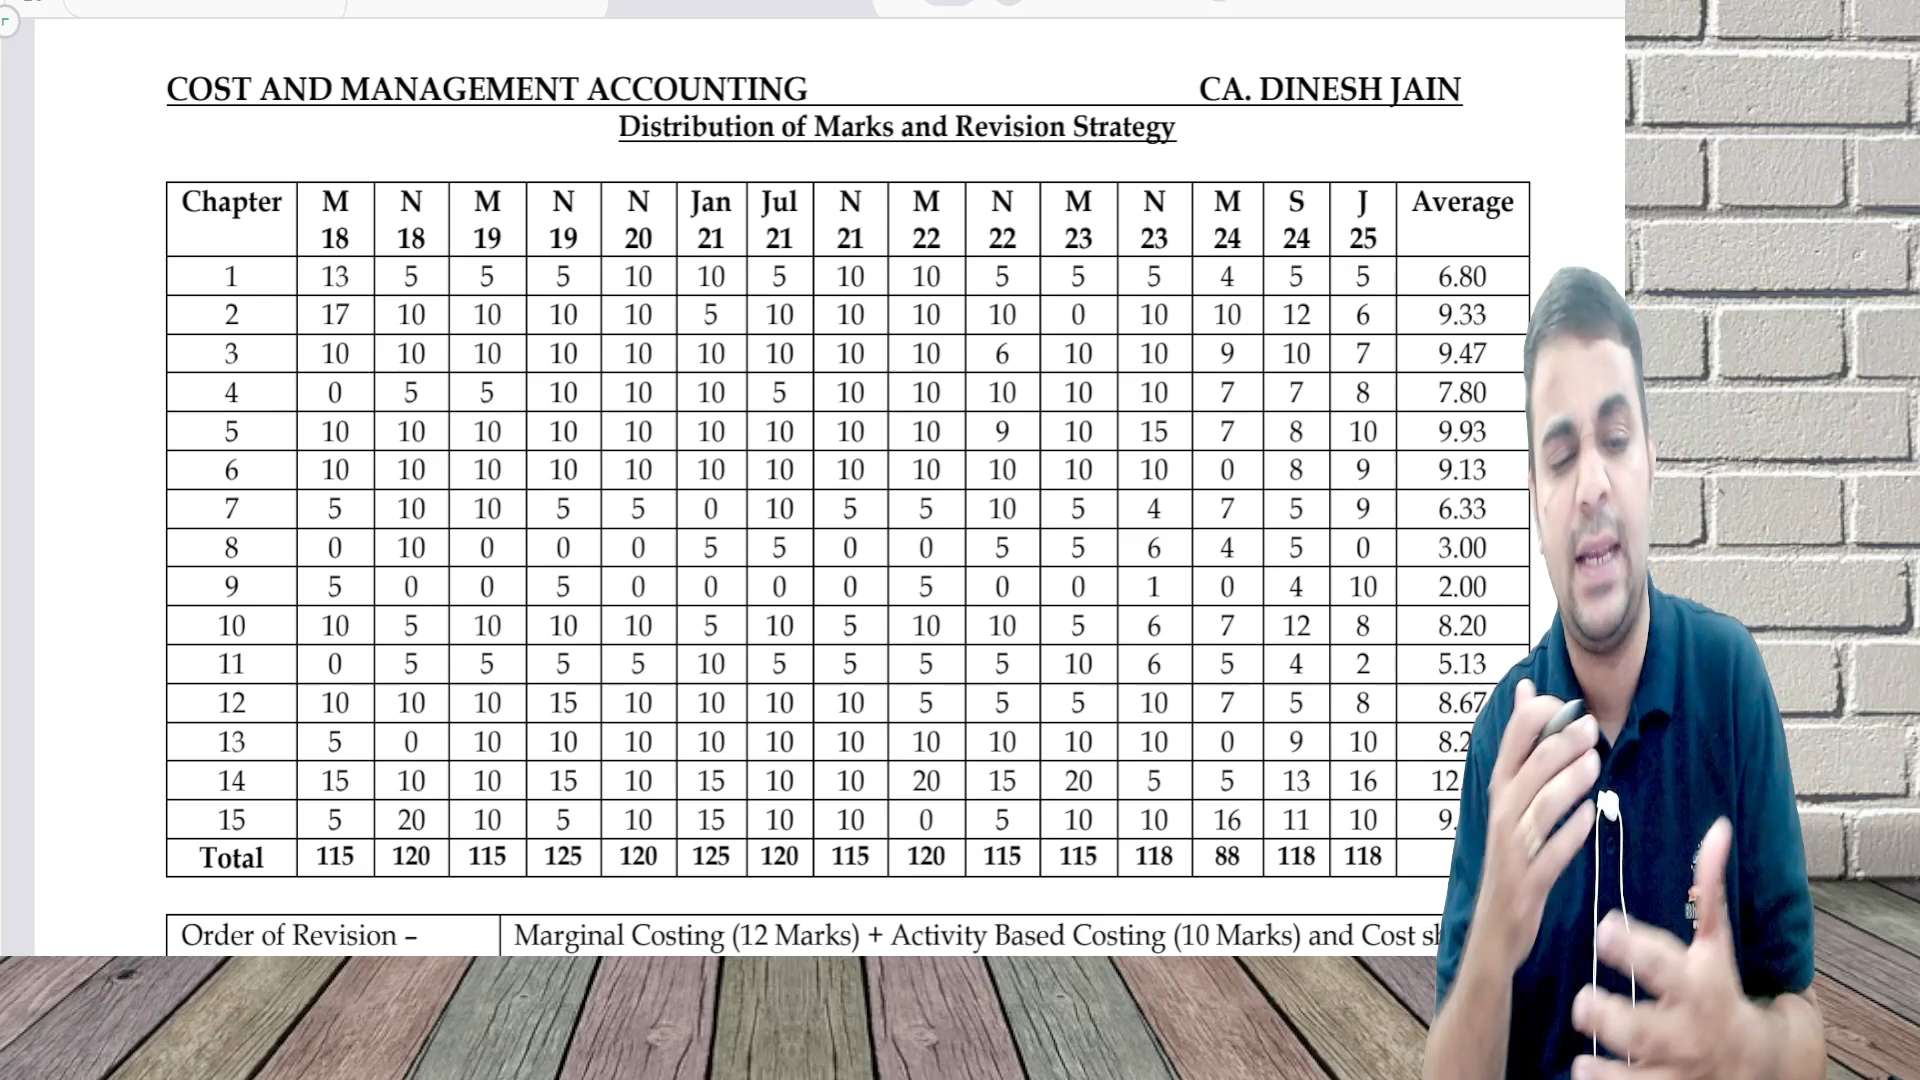 COST AND MANAGEMENT ACCOUNTING CA. DINESH JAIN
Distribution of Marks and Revision Strategy
Chapter M 18 N 18 M 19 N 19 N 20 Jan 21 Jul 21 N 21 M 22 N 22 M 23 N 23 M 24 S 24 J 25 Average
1 13 5 5 5 10 10 5 10 10 5 5 5 4 5 5 6.80
2 17 10 10 10 10 5 10 10 10 10 0 10 10 12 6 9.33
3 10 10 10 10 10 10 10 10 10 6 10 10 9 10 7 9.47
4 0 5 5 10 10 10 5 10 10 10 10 10 7 7 8 7.80
5 10 10 10 10 10 10 10 10 10 9 10 15 7 8 10 9.93
6 10 10 10 10 10 10 10 10 10 10 10 10 0 8 9 9.13
7 5 10 10 5 5 0 10 5 5 10 5 4 7 5 9 6.33
8 0 10 0 0 0 5 5 0 0 5 5 6 4 5 0 3.00
9 5 0 0 5 0 0 0 0 5 0 0 1 0 4 10 2.00
10 10 5 10 10 10 5 10 5 10 10 5 6 7 12 8 8.20
11 0 5 5 5 5 10 5 5 5 5 10 6 5 4 2 5.13
12 10 10 10 15 10 10 10 10 5 5 5 10 7 5 8 8.67
13 5 0 10 10 10 10 10 10 10 10 10 10 0 9 10 8.2
14 15 10 10 15 10 15 10 10 20 15 20 5 5 13 16 12
15 5 20 10 5 10 15 10 10 0 5 10 10 16 11 10 9.
Total 115 120 115 125 120 125 120 115 120 115 115 118 88 118 118
Order of Revision – Marginal Costing (12 Marks) + Activity Based Costing (10 Marks) and Cost